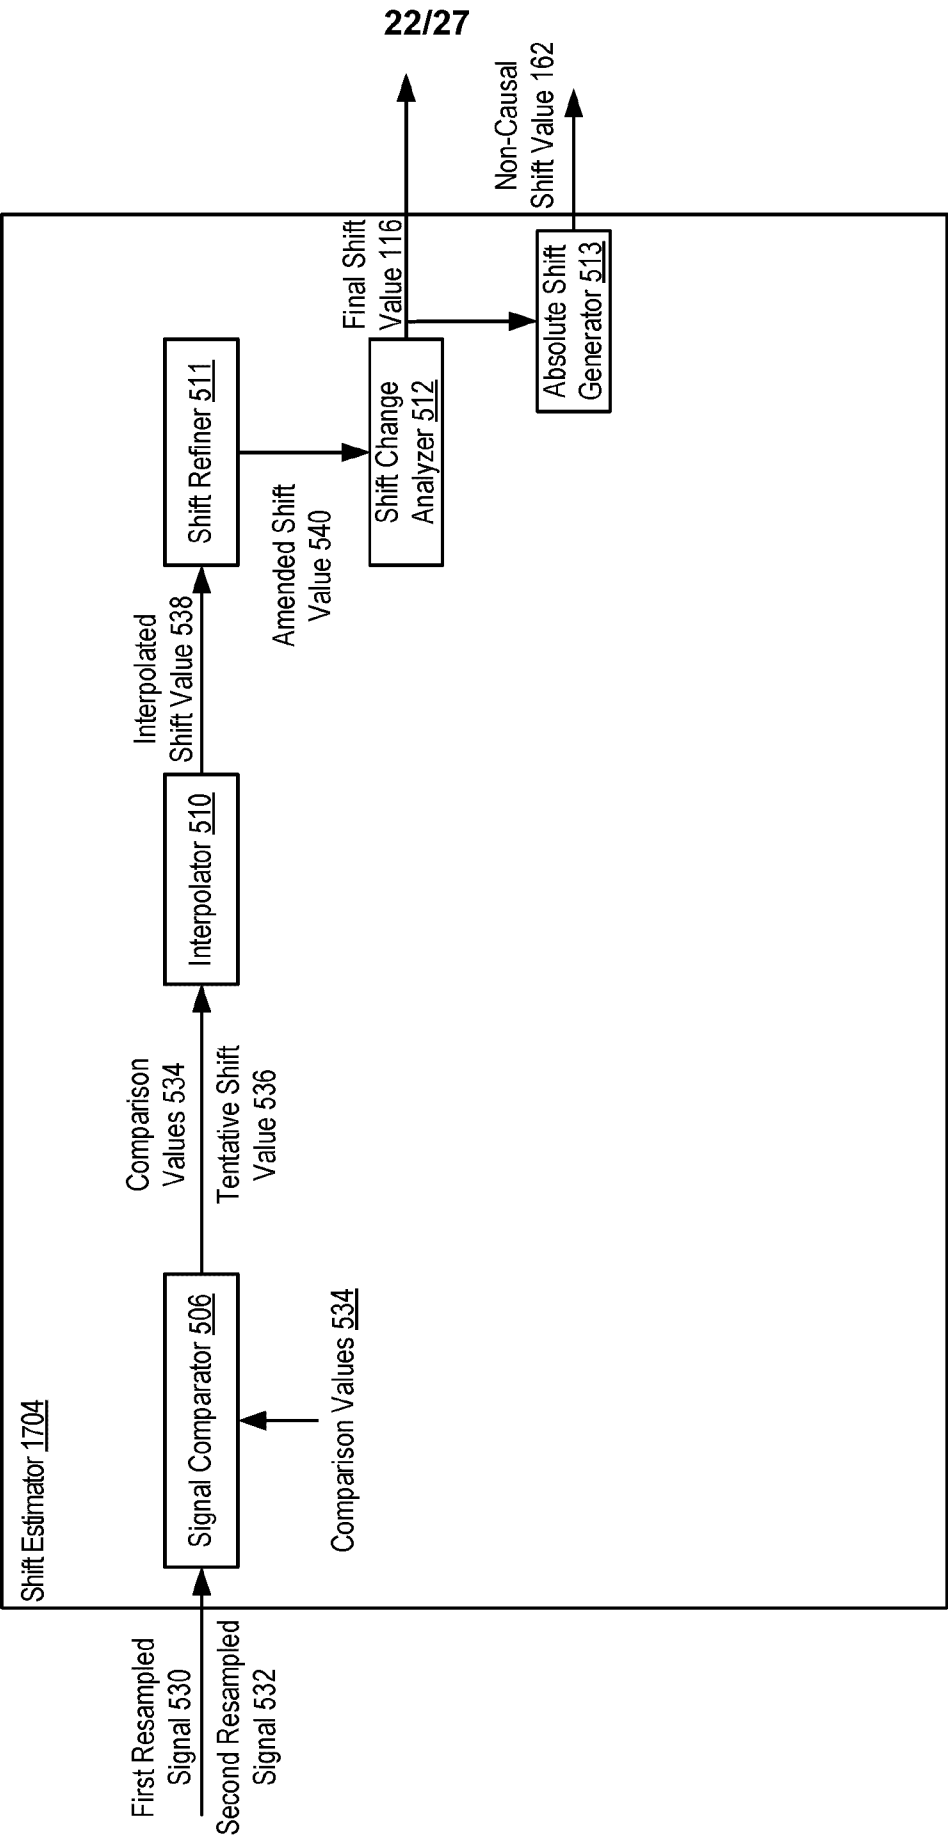 22/27
Shift Estimator 1704
First Resampled
Signal 530
Second Resampled
Signal 532
Signal Comparator 506
Comparison Values 534
Comparison
Values 534
Tentative Shift
Value 536
Interpolator 510
Interpolated
Shift Value 538
Shift Refiner 511
Amended Shift
Value 540
Shift Change
Analyzer 512
Final Shift
Value 116
Absolute Shift
Generator 513
Non-Causal
Shift Value 162